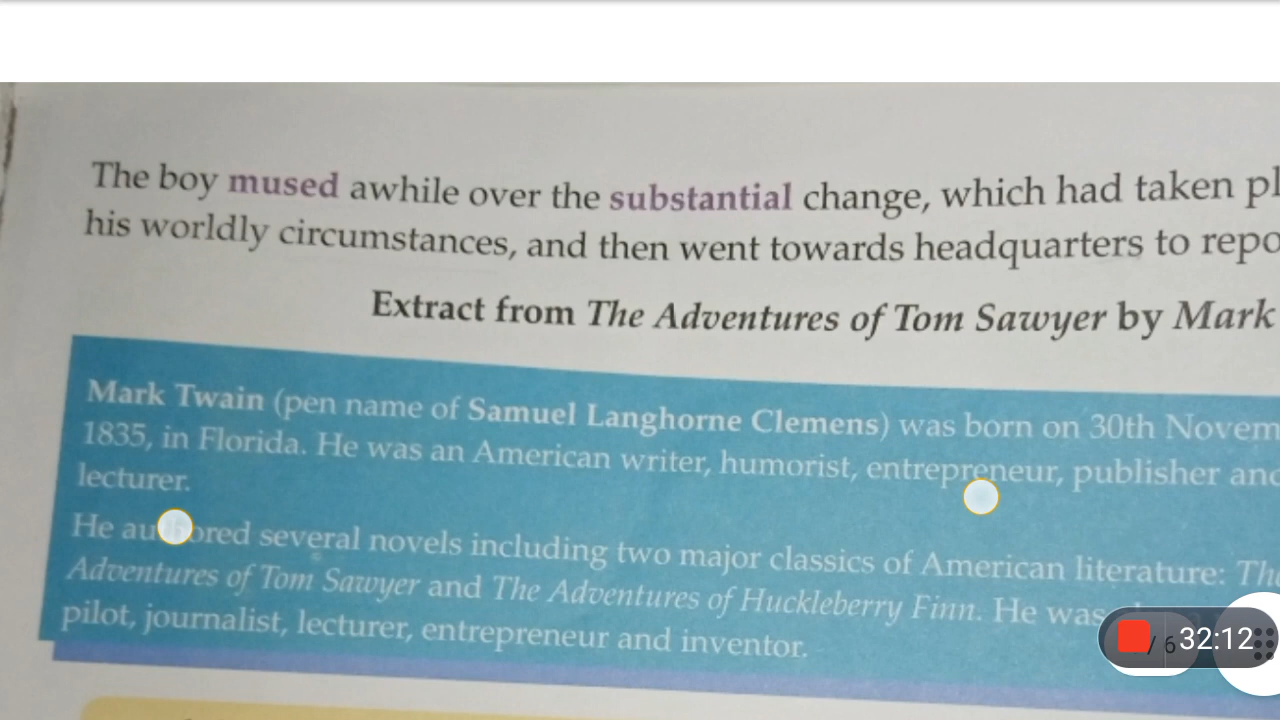 The boy mused awhile over the substantial change, which had taken pl
his worldly circumstances, and then went towards headquarters to repo
Extract from The Adventures of Tom Sawyer by Mark
Mark Twain (pen name of Samuel Langhorne Clemens) was born on 30th Novem
1835, in Florida. He was an American writer, humorist, entrepreneur, publisher and
lecturer.
He authored several novels including two major classics of American literature: The
Adventures of Tom Sawyer and The Adventures of Huckleberry Finn. He was
pilot, journalist, lecturer, entrepreneur and inventor.
/ 6 32:12